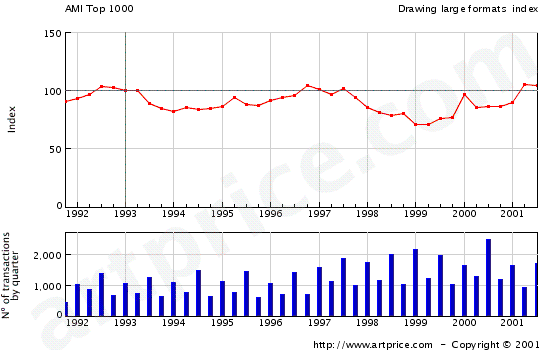 AMI Top 1000
Drawing large formats index
150
100
50
0
Index
1992 1993 1994 1995 1996 1997 1998 1999 2000 2001
artprice.com
2,000
1,000
N° of transactions
by quarter
1992 1993 1994 1995 1996 1997 1998 1999 2000 2001
http://www.artprice.com - Copyright © 2001